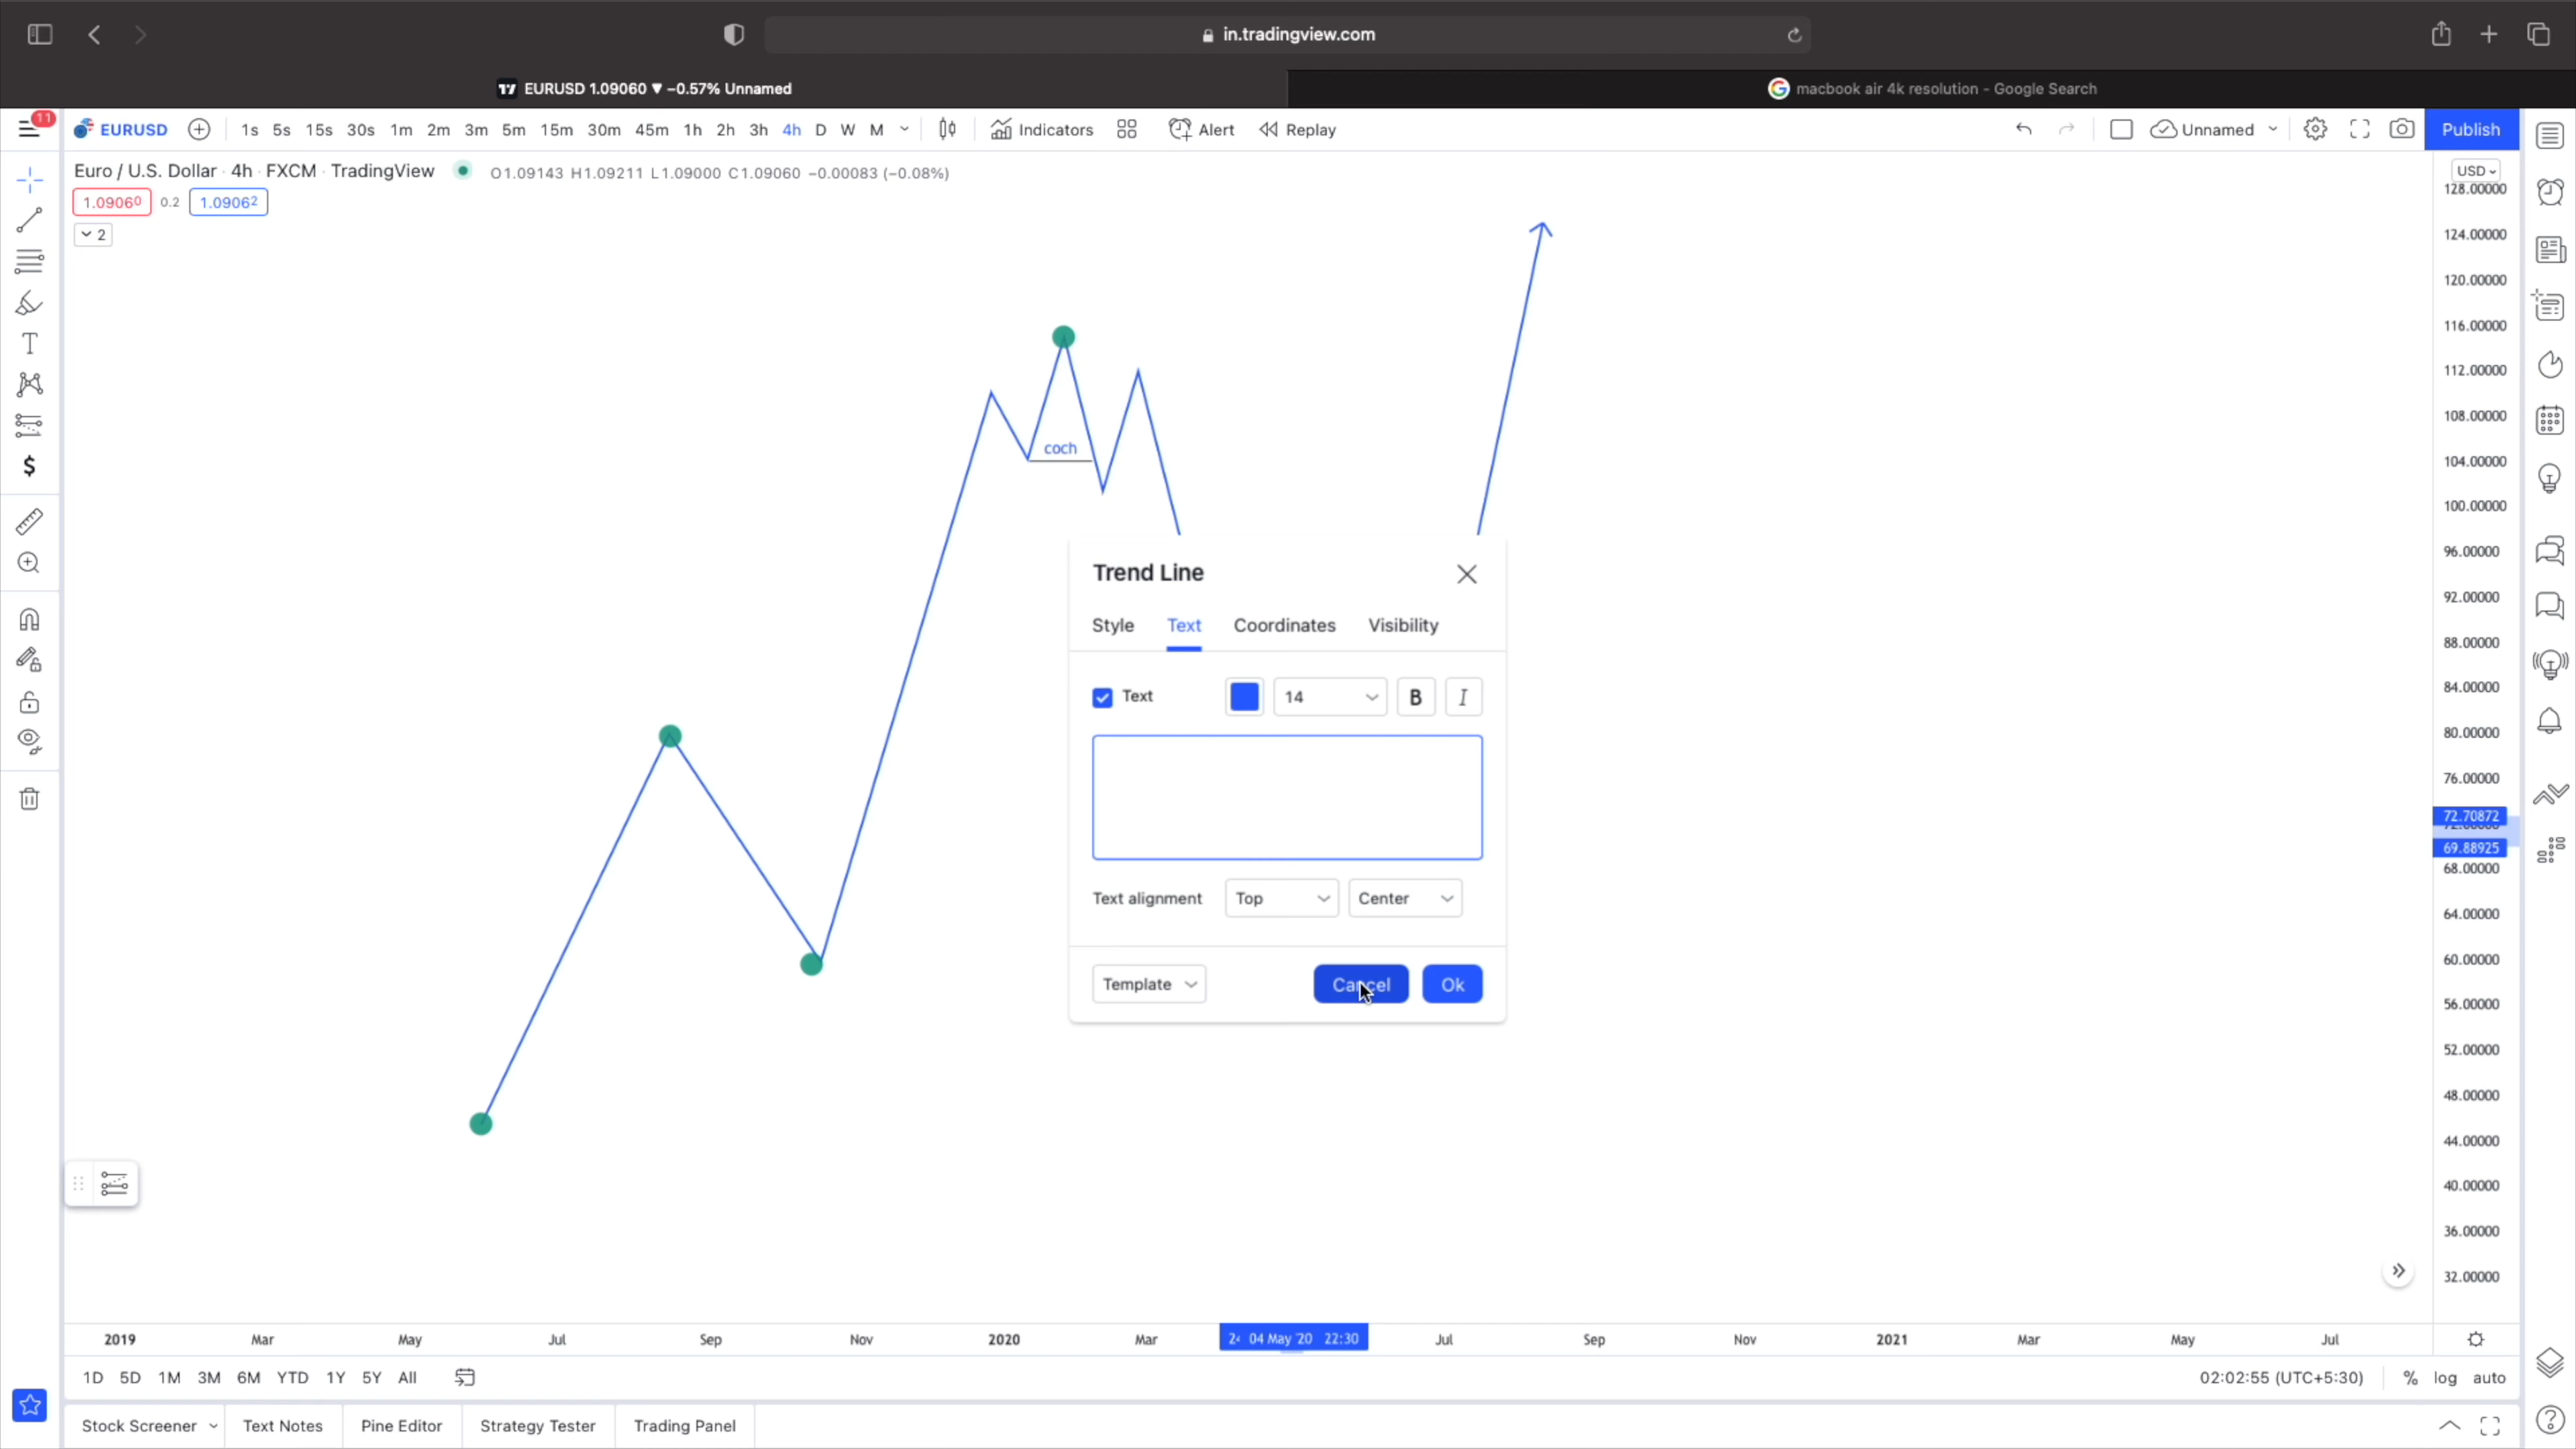 in.tradingview.com
EURUSD 1.09060 ▼ −0.57% Unnamed
macbook air 4k resolution - Google Search
11
EURUSD 1s 5s 15s 30s 1m 2m 3m 5m 15m 30m 45m 1h 2h 3h 4h D W M Indicators Alert Replay Unnamed Publish
Euro / U.S. Dollar · 4h · FXCM · TradingView O1.09143 H1.09211 L1.09000 C1.09060 −0.00083 (−0.08%)
USD
1.09060 0.2 1.09062
2
128.00000
124.00000
120.00000
116.00000
112.00000
108.00000
104.00000
100.00000
96.00000
92.00000
88.00000
84.00000
80.00000
76.00000
72.70872
69.88925
68.00000
64.00000
60.00000
56.00000
52.00000
48.00000
44.00000
40.00000
36.00000
32.00000
coch
Trend Line
Style Text Coordinates Visibility
Text 14 B I
Text alignment Top Center
Template Cancel Ok
2019 Mar May Jul Sep Nov 2020 Mar 04 May '20 22:30 Jul Sep Nov 2021 Mar May Jul
1D 5D 1M 3M 6M YTD 1Y 5Y All 02:02:55 (UTC+5:30) % log auto
Stock Screener Text Notes Pine Editor Strategy Tester Trading Panel